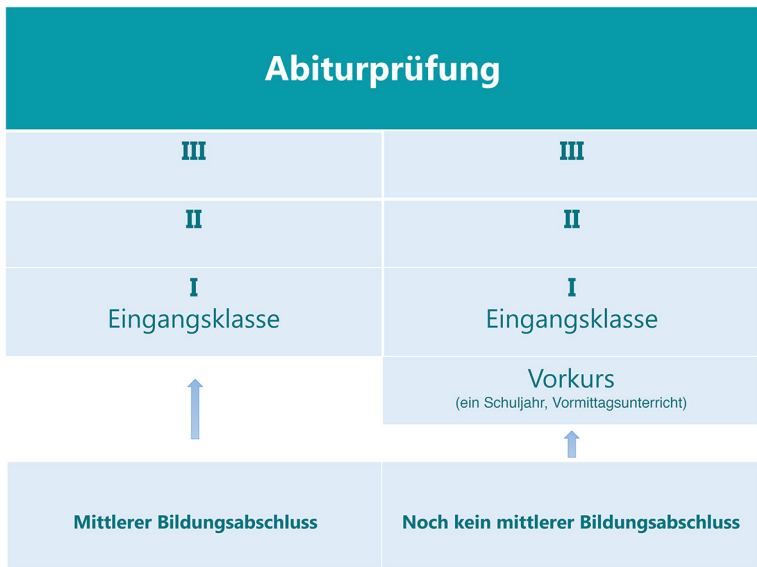 Abiturprüfung
III
III
II
II
I
Eingangsklasse
I
Eingangsklasse
Vorkurs
(ein Schuljahr, Vormittagsunterricht)
Mittlerer Bildungsabschluss
Noch kein mittlerer Bildungsabschluss